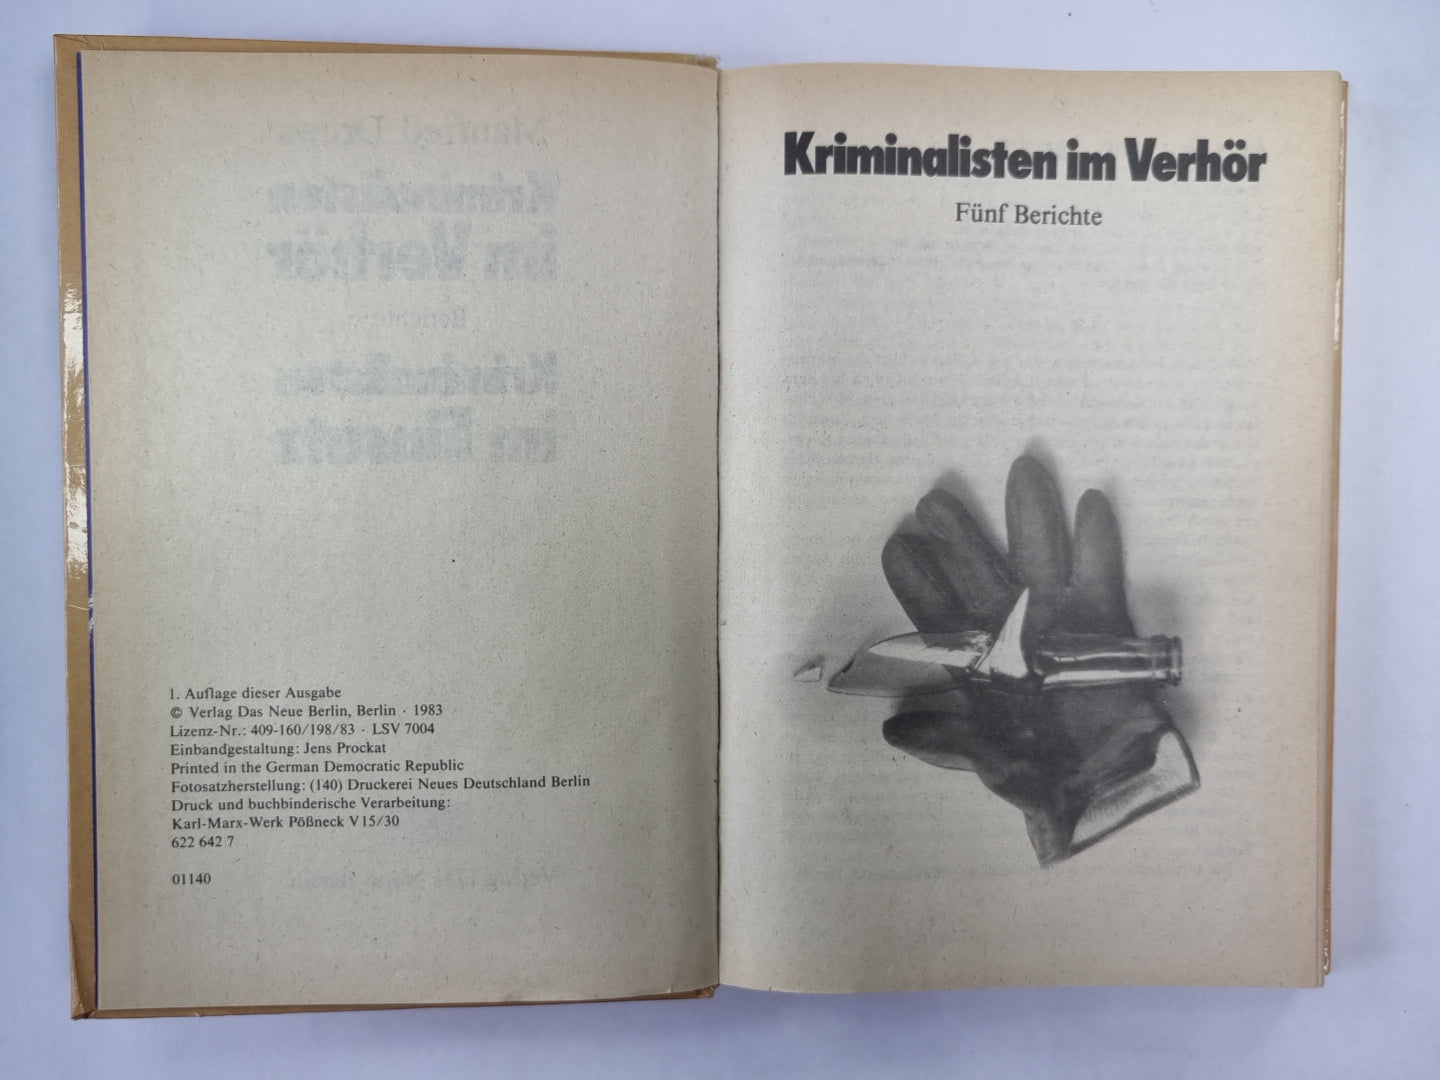 1. Auflage dieser Ausgabe
© Verlag Das Neue Berlin, Berlin · 1983
Lizenz-Nr.: 409-160/198/83 · LSV 7004
Einbandgestaltung: Jens Prockat
Printed in the German Democratic Republic
Fotosatzherstellung: (140) Druckerei Neues Deutschland Berlin
Druck und buchbinderische Verarbeitung:
Karl-Marx-Werk Pößneck V 15/30
622 642 7
01140
Kriminalisten im Verhör
Fünf Berichte